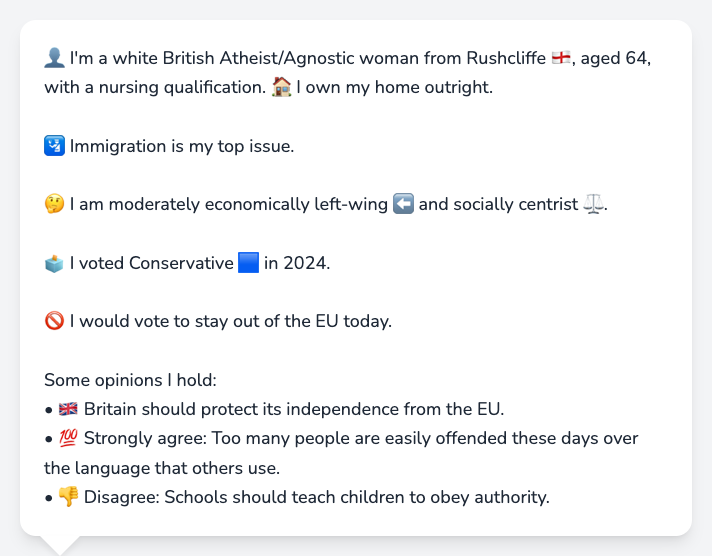 👤 I'm a white British Atheist/Agnostic woman from Rushcliffe 🏴󠁧󠁢󠁥󠁮󠁧󠁿, aged 64,
with a nursing qualification. 🏠 I own my home outright.
🛂 Immigration is my top issue.
🤔 I am moderately economically left-wing ⬅️ and socially centrist ⚖️.
🗳️ I voted Conservative 🟦 in 2024.
🚫 I would vote to stay out of the EU today.
Some opinions I hold:
• 🇬🇧 Britain should protect its independence from the EU.
• 💯 Strongly agree: Too many people are easily offended these days over
the language that others use.
• 👎 Disagree: Schools should teach children to obey authority.